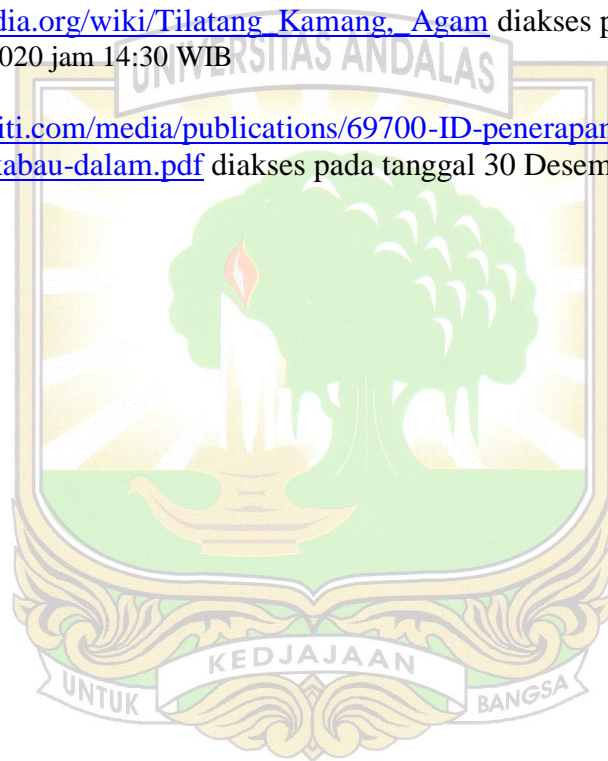 dia.org/wiki/Tilatang_Kamang,_Agam diakses p
020 jam 14:30 WIB
UNIVERSITAS ANDALAS
iti.com/media/publications/69700-ID-penerapan
kabau-dalam.pdf diakses pada tanggal 30 Desem
UNTUK KEDJAJAAN BANGSA